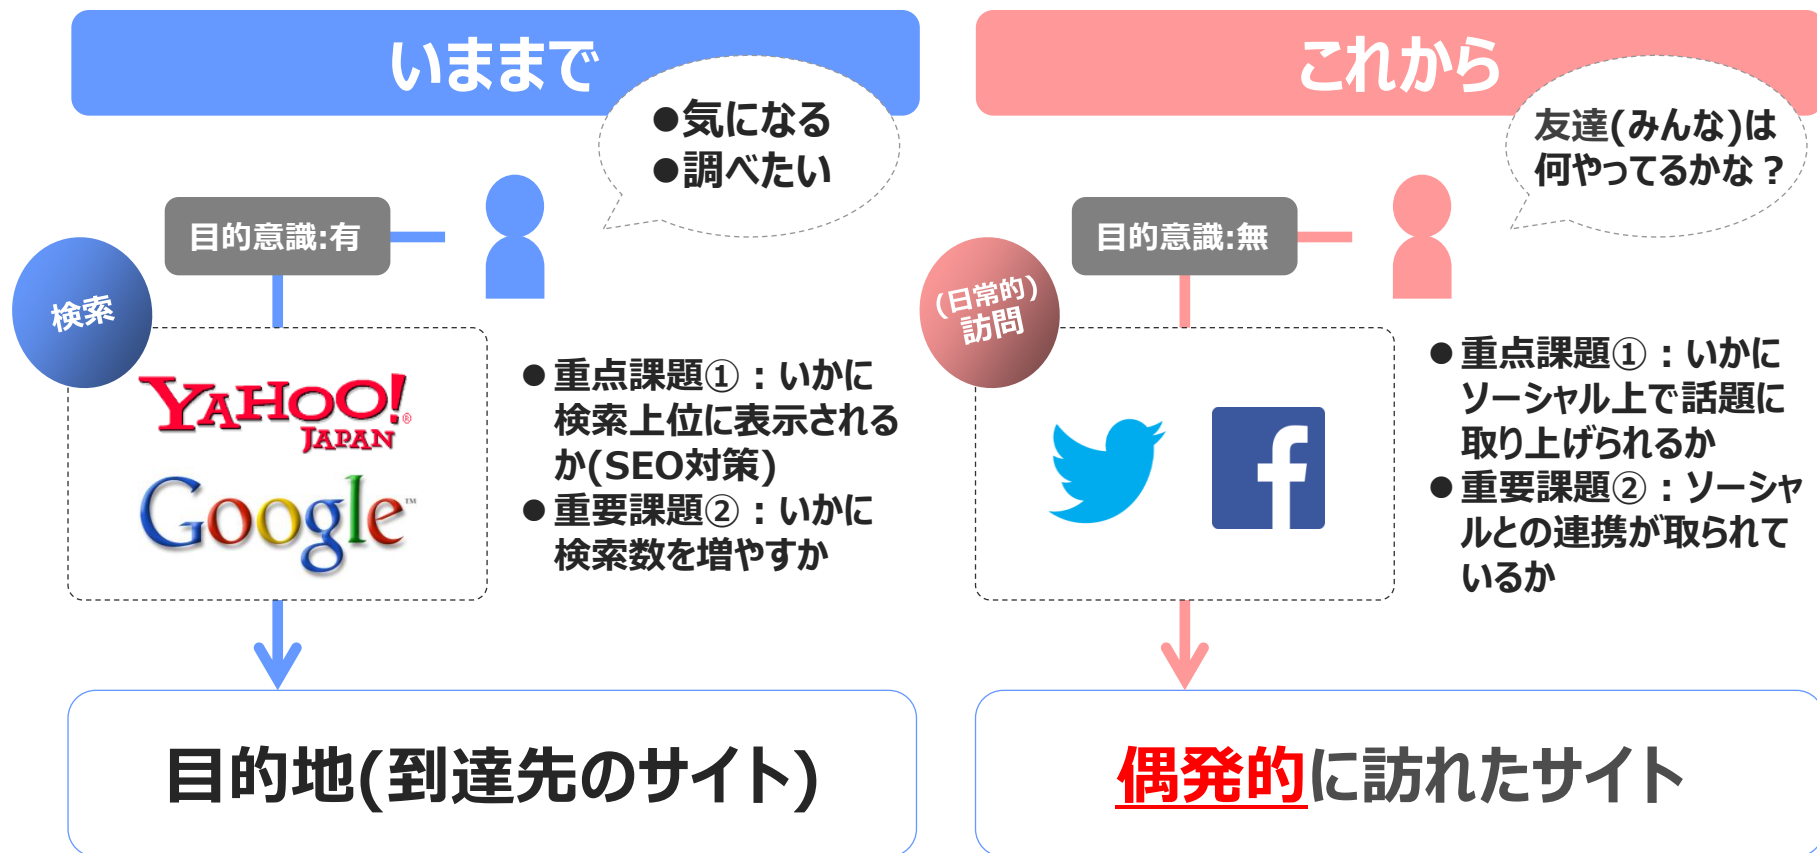 いままで
●気になる
●調べたい
目的意識:有
検索
YAHOO!
JAPAN
Google™
●重点課題①：いかに
検索上位に表示される
か(SEO対策)
●重要課題②：いかに
検索数を増やすか
目的地(到達先のサイト)
これから
友達(みんな)は
何やってるかな？
目的意識:無
(日常的)
訪問
f
●重点課題①：いかに
ソーシャル上で話題に
取り上げられるか
●重要課題②：ソーシャ
ルとの連携が取られて
いるか
偶発的に訪れたサイト